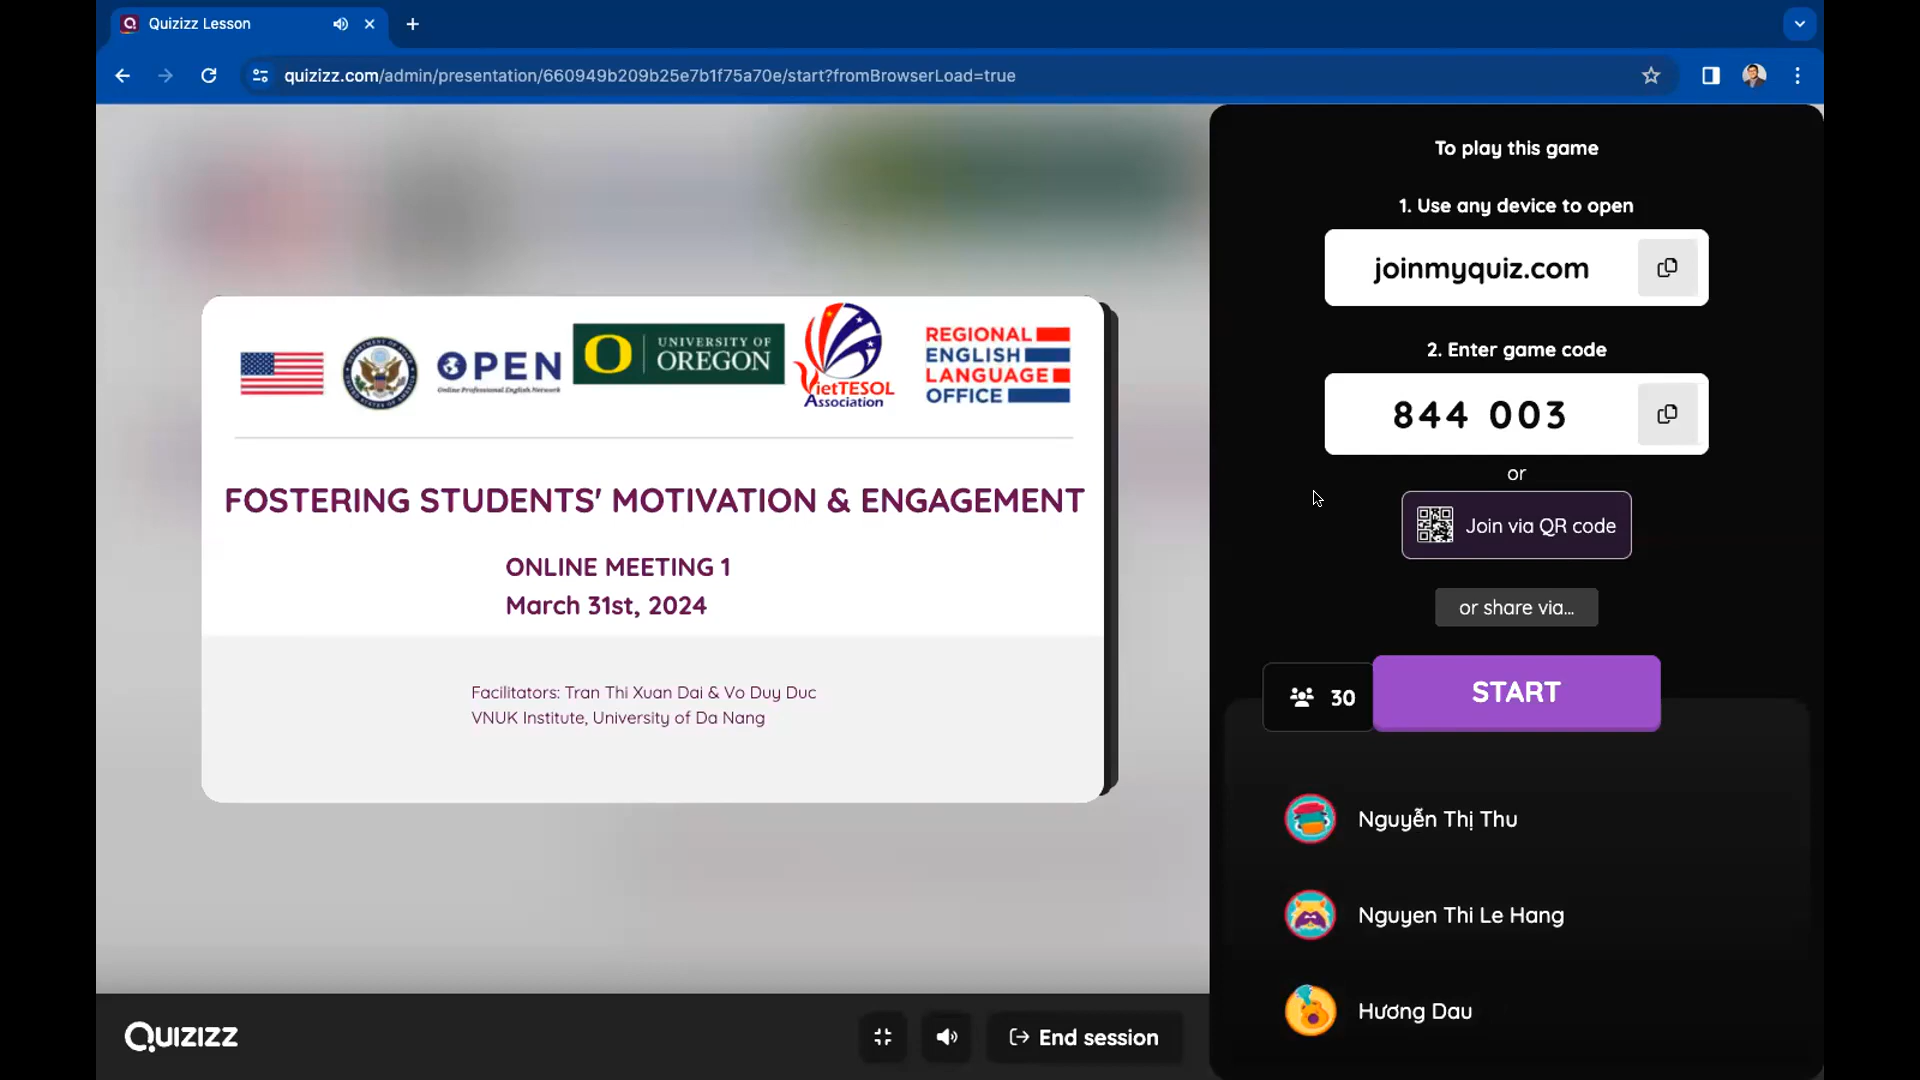 Quizizz Lesson
quizizz.com/admin/presentation/660949b209b25e7b1f75a70e/start?fromBrowserLoad=true
OPEN
Online Professional English Network
UNIVERSITY OF
OREGON
VietTESOL
Association
REGIONAL
ENGLISH
LANGUAGE
OFFICE
FOSTERING STUDENTS' MOTIVATION & ENGAGEMENT
ONLINE MEETING 1
March 31st, 2024
Facilitators: Tran Thi Xuan Dai & Vo Duy Duc
VNUK Institute, University of Da Nang
To play this game
1. Use any device to open
joinmyquiz.com
2. Enter game code
844 003
or
Join via QR code
or share via...
30
START
Nguyễn Thị Thu
Nguyen Thi Le Hang
Hương Dau
Quizizz
End session